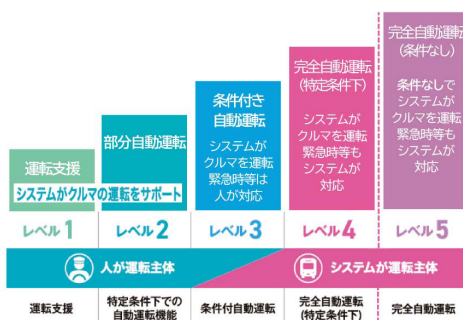 運転支援
システムがクルマの運転をサポート
部分自動運転
条件付き
自動運転
システムが
クルマを運転
緊急時等は
人が対応
完全自動運転
(特定条件下)
システムが
クルマを運転
緊急時等も
システムが
対応
完全自動運転
(条件なし)
条件なしで
システムが
クルマを運転
緊急時等も
システムが
対応
レベル1
レベル2
レベル3
レベル4
レベル5
人が運転主体
システムが運転主体
運転支援
特定条件下での
自動運転機能
条件付自動運転
完全自動運転
(特定条件下)
完全自動運転